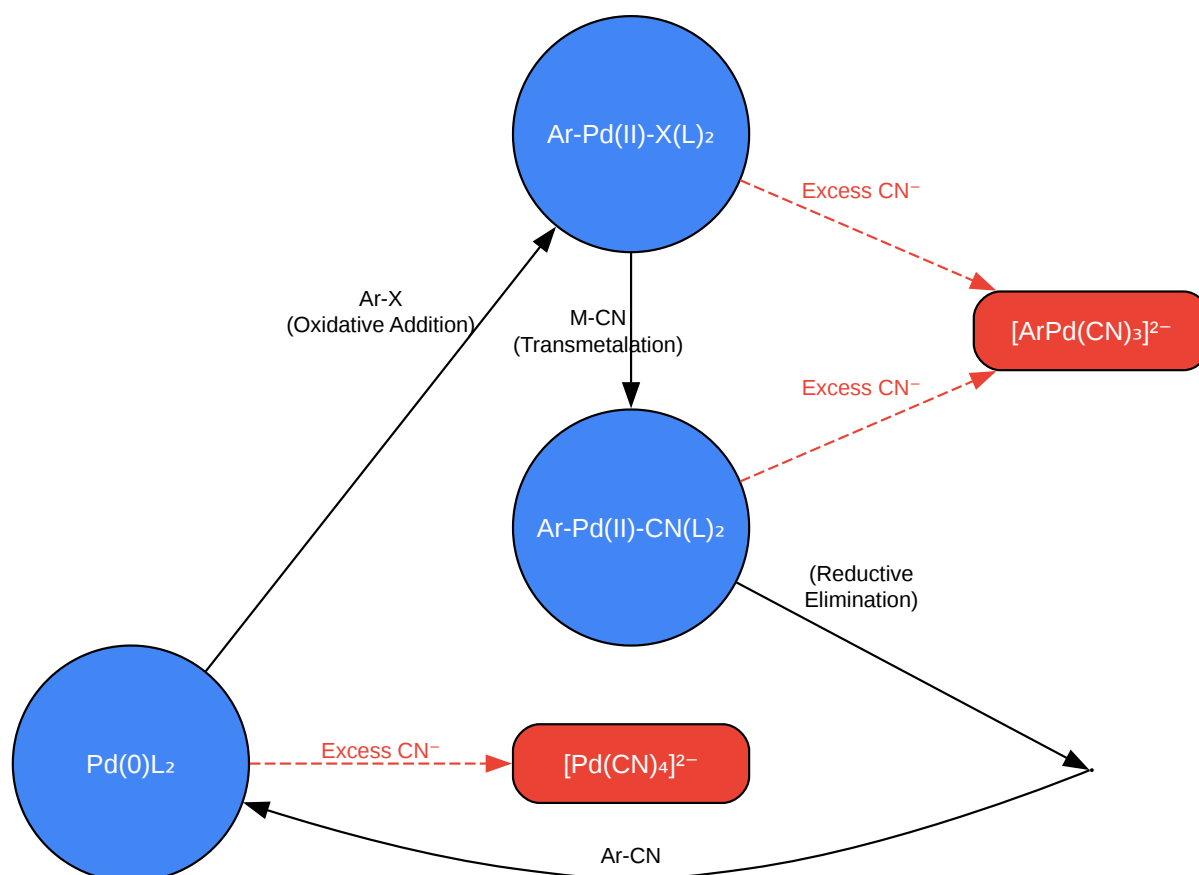 Ar-Pd(II)-X(L)₂
Excess CN⁻
Ar-X
(Oxidative Addition)
M-CN
(Transmetalation)
[ArPd(CN)₃]²⁻
Excess CN⁻
Ar-Pd(II)-CN(L)₂
(Reductive
Elimination)
Pd(0)L₂
Excess CN⁻
[Pd(CN)₄]²⁻
Ar-CN